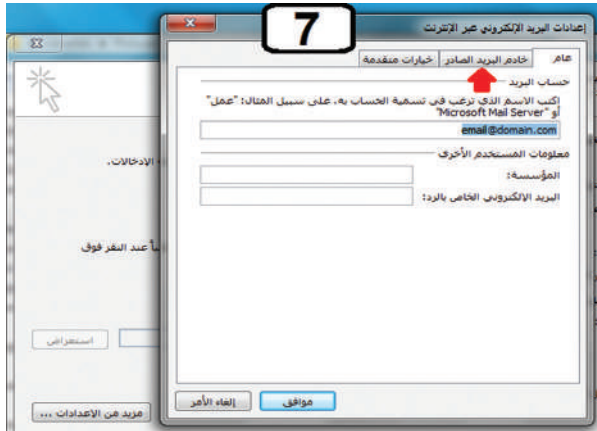 7
إعدادات البريد الإلكتروني عبر الإنترنت
عام
خادم البريد الصادر
خيارات متقدمة
حساب البريد
اكتب الاسم الذي ترغب في تسمية الحساب به، على سبيل المثال: "عمل"
أو "Microsoft Mail Server"
email@domain.com
معلومات المستخدم الأخرى
المؤسسة:
البريد الإلكتروني الخاص بالرد:
موافق
إلغاء الأمر
الإدخالات.
عند النقر فوق
استعراض
مزيد من الإعدادات ...